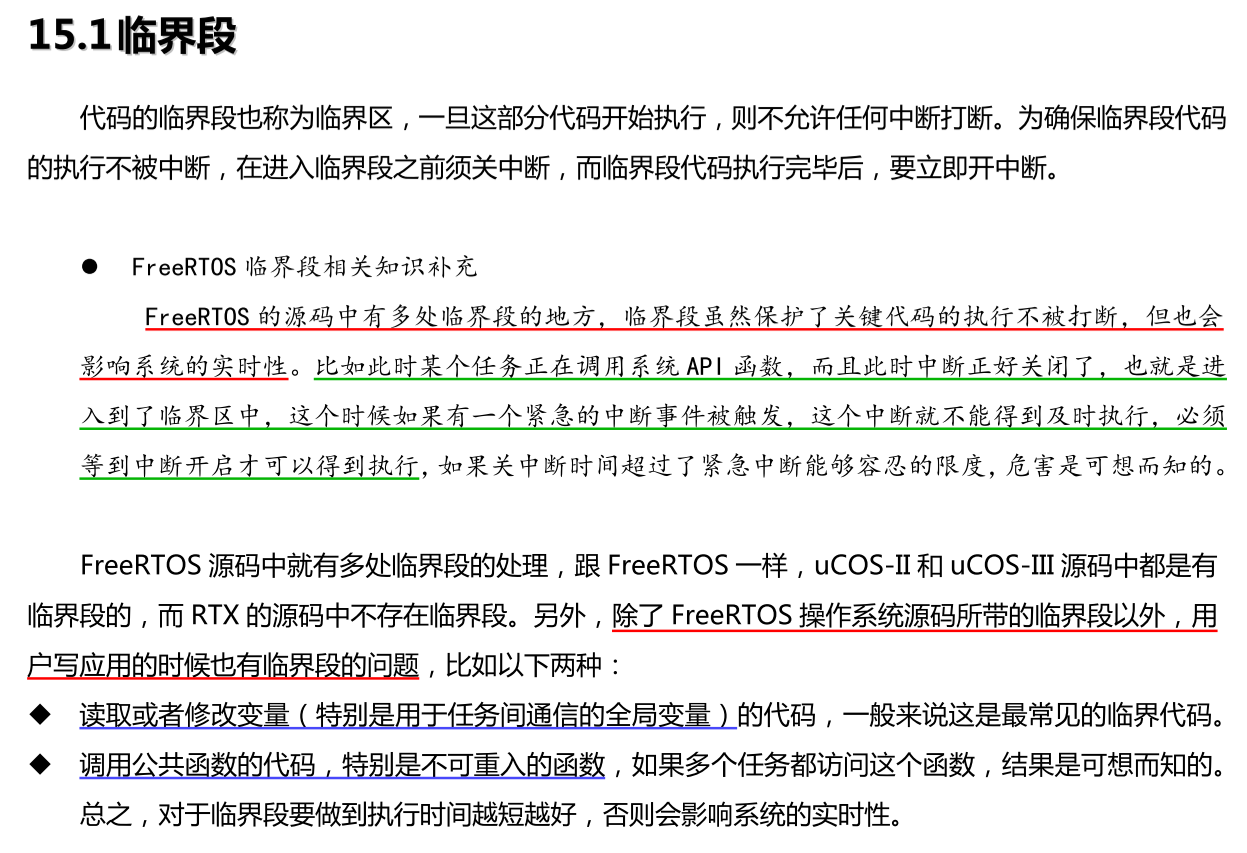 15.1临界段
代码的临界段也称为临界区，一旦这部分代码开始执行，则不允许任何中断打断。为确保临界段代码
的执行不被中断，在进入临界段之前须关中断，而临界段代码执行完毕后，要立即开中断。
● FreeRTOS 临界段相关知识补充
FreeRTOS 的源码中有多处临界段的地方，临界段虽然保护了关键代码的执行不被打断，但也会
影响系统的实时性。比如此时某个任务正在调用系统 API 函数，而且此时中断正好关闭了，也就是进
入到了临界区中，这个时候如果有一个紧急的中断事件被触发，这个中断就不能得到及时执行，必须
等到中断开启才可以得到执行，如果关中断时间超过了紧急中断能够容忍的限度，危害是可想而知的。
FreeRTOS 源码中就有多处临界段的处理，跟 FreeRTOS 一样，uCOS-II 和 uCOS-III 源码中都是有
临界段的，而 RTX 的源码中不存在临界段。另外，除了 FreeRTOS 操作系统源码所带的临界段以外，用
户写应用的时候也有临界段的问题，比如以下两种：
◆ 读取或者修改变量（特别是用于任务间通信的全局变量）的代码，一般来说这是最常见的临界代码。
◆ 调用公共函数的代码，特别是不可重入的函数，如果多个任务都访问这个函数，结果是可想而知的。
总之，对于临界段要做到执行时间越短越好，否则会影响系统的实时性。